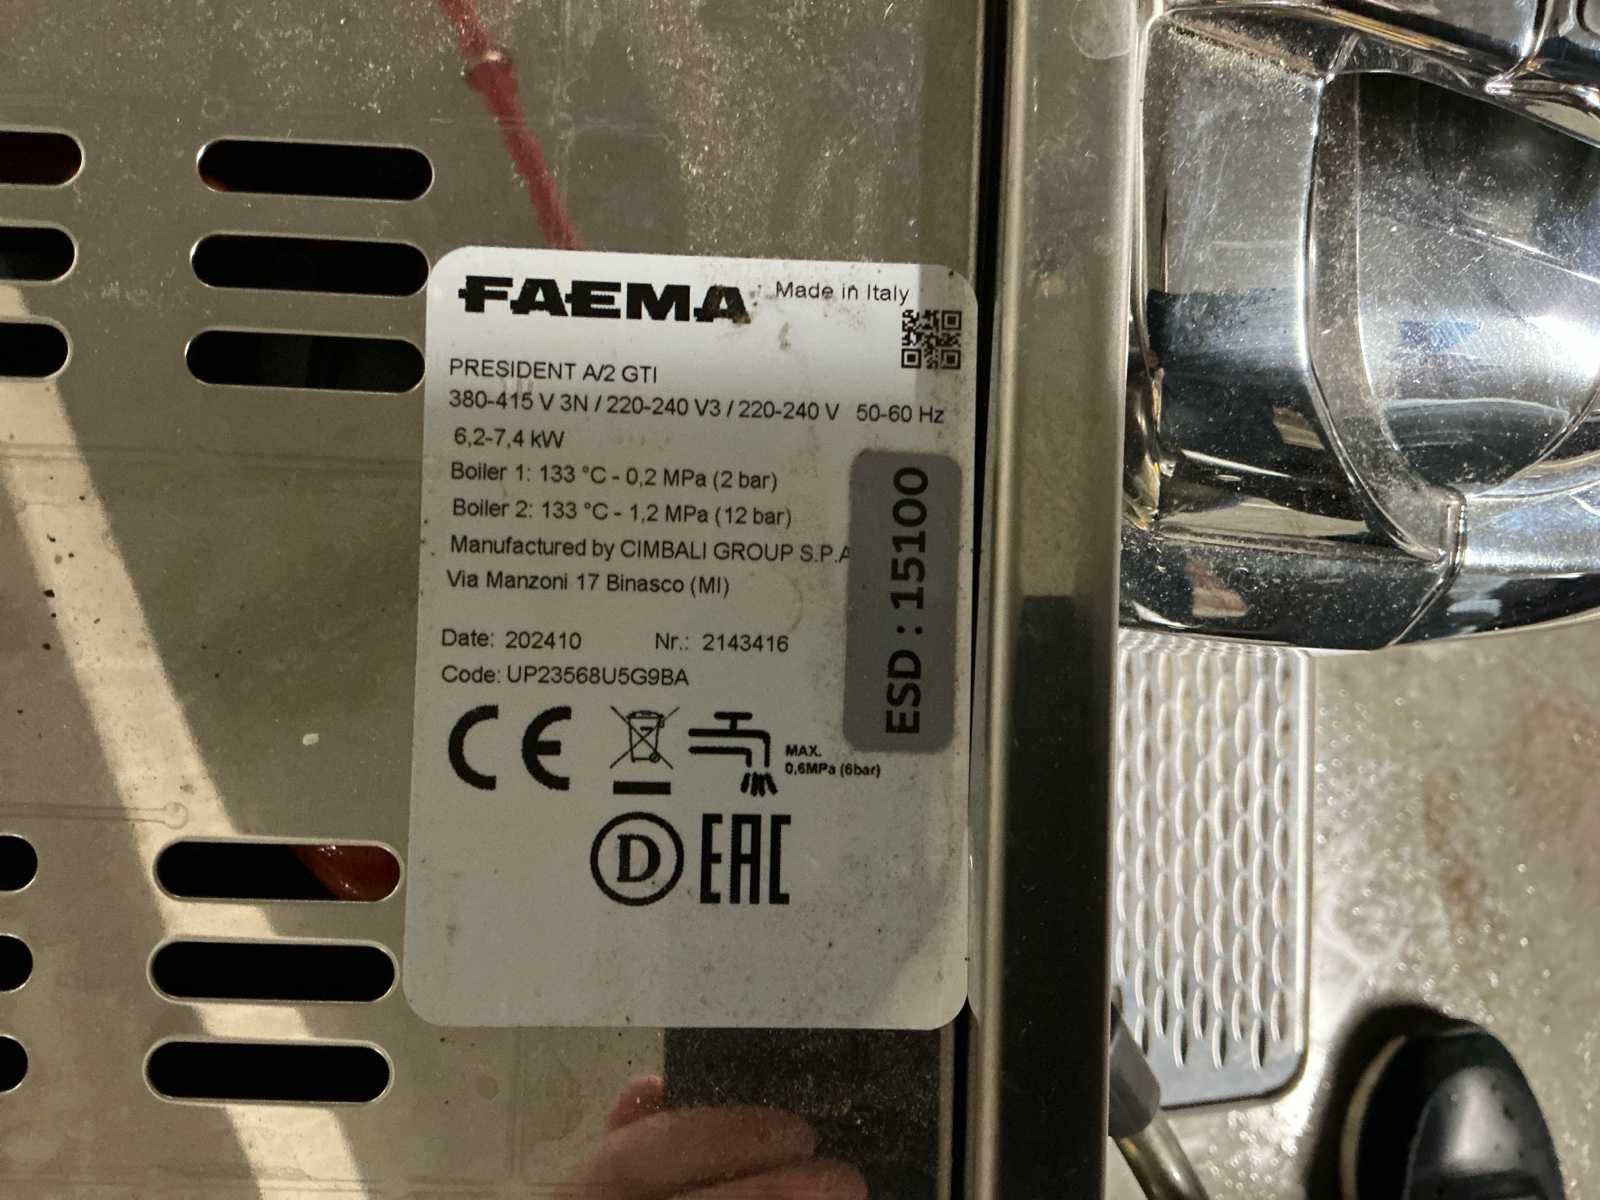 FAEMA
Made in Italy
PRESIDENT A/2 GTI
380-415 V 3N / 220-240 V3 / 220-240 V 50-60 Hz
6,2-7,4 kW
Boiler 1: 133 °C - 0,2 MPa (2 bar)
Boiler 2: 133 °C - 1,2 MPa (12 bar)
Manufactured by CIMBALI GROUP S.P.A
Via Manzoni 17 Binasco (MI)
Date: 202410 Nr.: 2143416
Code: UP23568U5G9BA
ESD : 15100
CE
MAX.
0,6MPa (6bar)
D EAC